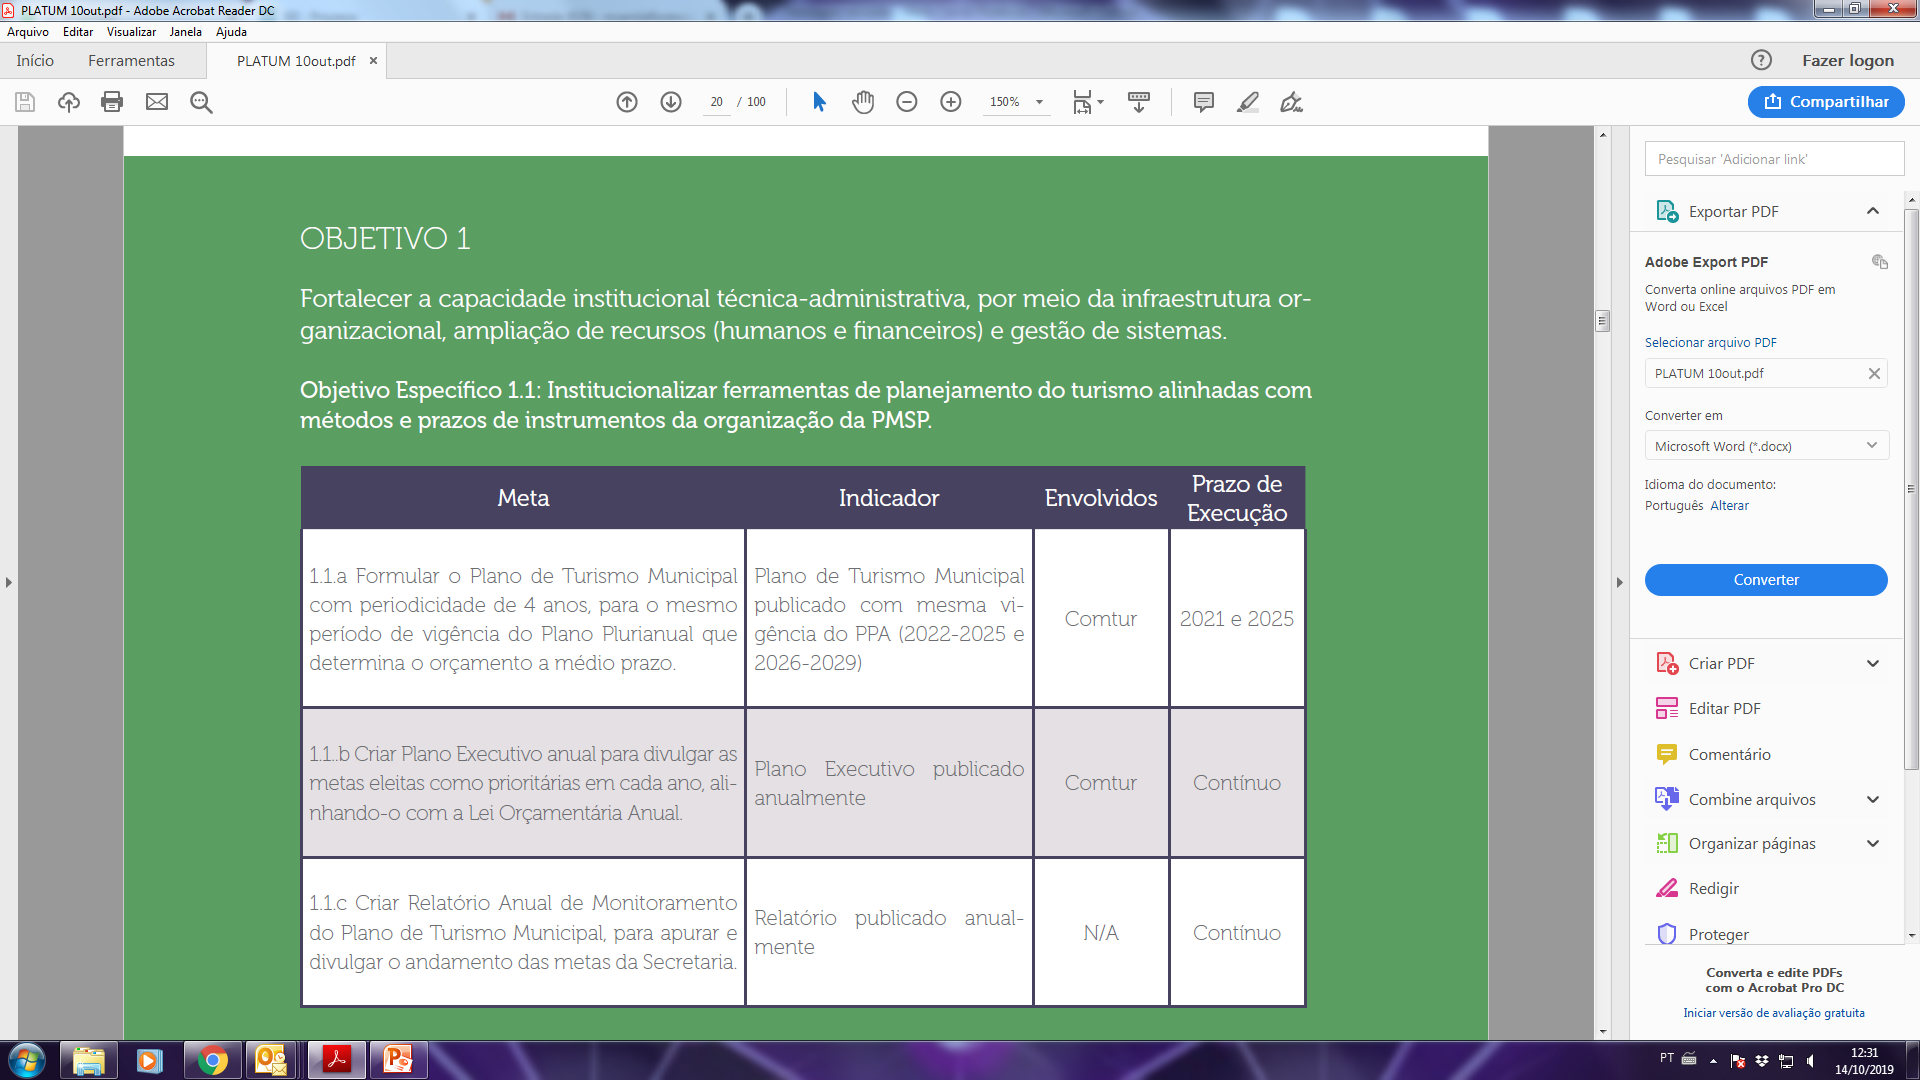 PLATUM 10out.pdf - Adobe Acrobat Reader DC
Arquivo Editar Visualizar Janela Ajuda
Início Ferramentas PLATUM 10out.pdf × ? Fazer logon
20 / 100 150% Compartilhar
OBJETIVO 1
Fortalecer a capacidade institucional técnica-administrativa, por meio da infraestrutura or-
ganizacional, ampliação de recursos (humanos e financeiros) e gestão de sistemas.
Objetivo Específico 1.1: Institucionalizar ferramentas de planejamento do turismo alinhadas com
métodos e prazos de instrumentos da organização da PMSP.
Meta Indicador Envolvidos Prazo de
Execução
1.1.a Formular o Plano de Turismo Municipal
com periodicidade de 4 anos, para o mesmo
período de vigência do Plano Plurianual que
determina o orçamento a médio prazo.
Plano de Turismo Municipal
publicado com mesma vi-
gência do PPA (2022-2025 e
2026-2029)
Comtur
2021 e 2025
1.1..b Criar Plano Executivo anual para divulgar as
metas eleitas como prioritárias em cada ano, ali-
nhando-o com a Lei Orçamentária Anual.
Plano Executivo publicado
anualmente
Comtur
Contínuo
1.1.c Criar Relatório Anual de Monitoramento
do Plano de Turismo Municipal, para apurar e
divulgar o andamento das metas da Secretaria.
Relatório publicado anual-
mente
N/A
Contínuo
Pesquisar 'Adicionar link'
Exportar PDF
Adobe Export PDF
Converta online arquivos PDF em
Word ou Excel
Selecionar arquivo PDF
PLATUM 10out.pdf
Converter em
Microsoft Word (*.docx)
Idioma do documento:
Português Alterar
Converter
Criar PDF
Editar PDF
Comentário
Combine arquivos
Organizar páginas
Redigir
Proteger
Converta e edite PDFs
com o Acrobat Pro DC
Iniciar versão de avaliação gratuita
PT
12:31
14/10/2019